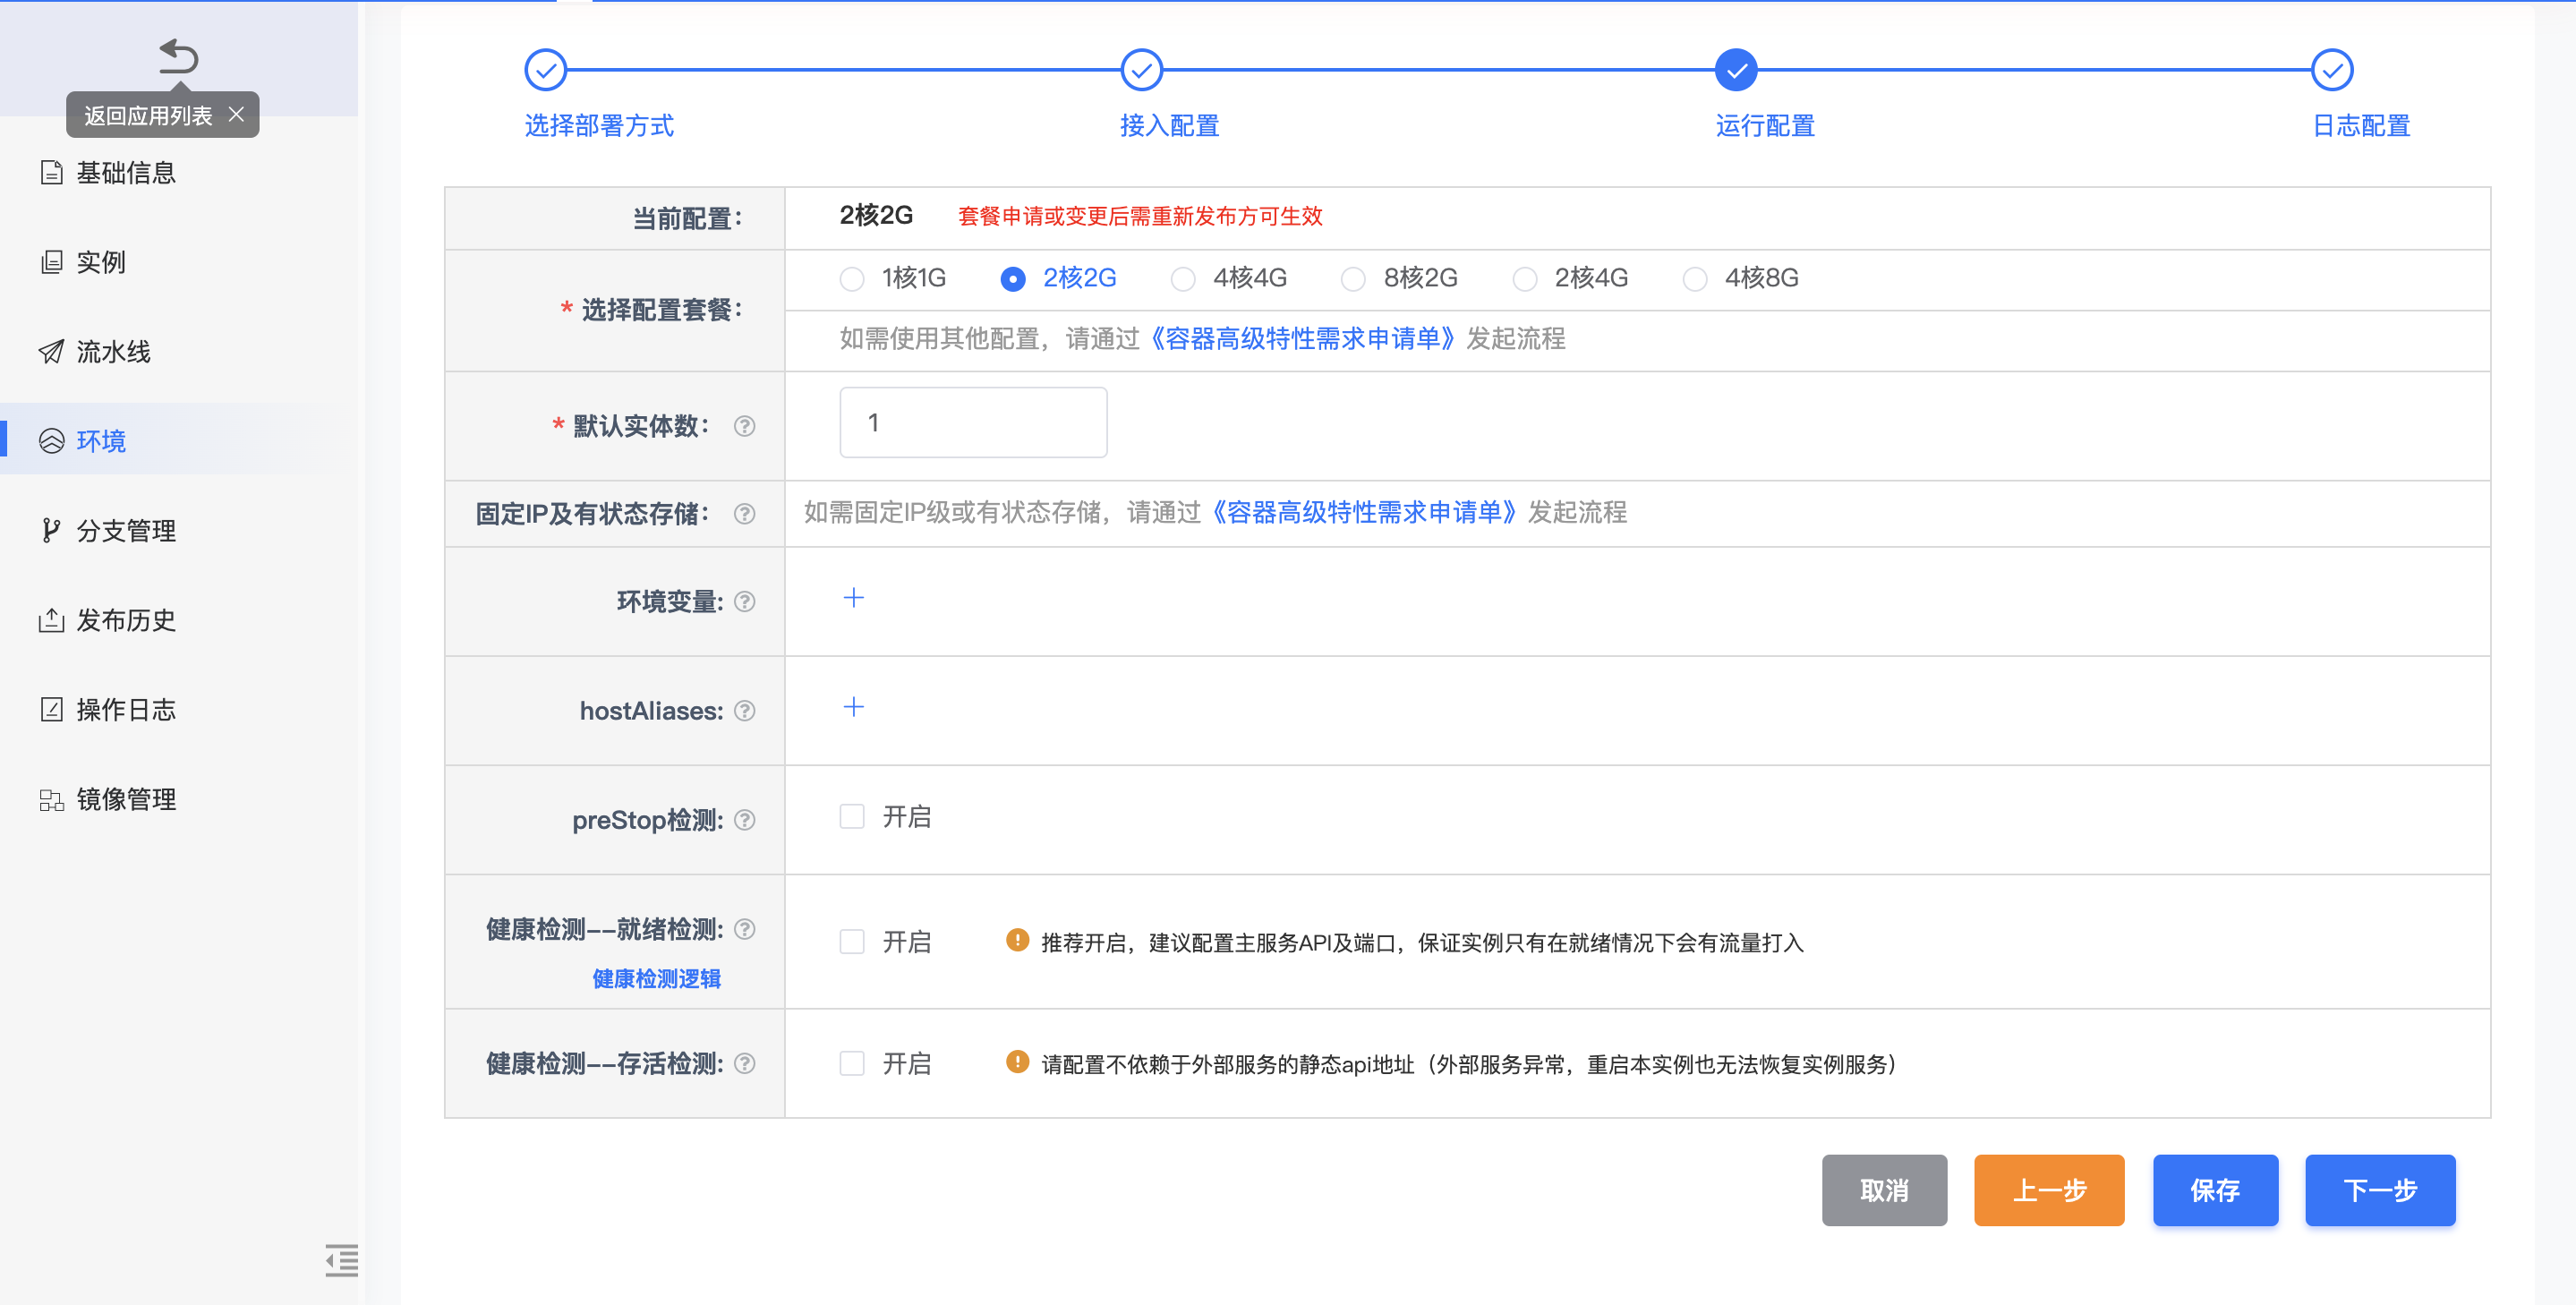 返回应用列表
基础信息
实例
流水线
环境
分支管理
发布历史
操作日志
镜像管理
选择部署方式 接入配置 运行配置 日志配置
当前配置： 2核2G 套餐申请或变更后需重新发布方可生效
* 选择配置套餐： 1核1G 2核2G 4核4G 8核2G 2核4G 4核8G
如需使用其他配置，请通过《容器高级特性需求申请单》发起流程
* 默认实体数： 1
固定IP及有状态存储： 如需固定IP级或有状态存储，请通过《容器高级特性需求申请单》发起流程
环境变量:
hostAliases:
preStop检测: 开启
健康检测--就绪检测: 开启 推荐开启，建议配置主服务API及端口，保证实例只有在就绪情况下会有流量打入
健康检测逻辑
健康检测--存活检测: 开启 请配置不依赖于外部服务的静态api地址（外部服务异常，重启本实例也无法恢复实例服务）
取消 上一步 保存 下一步